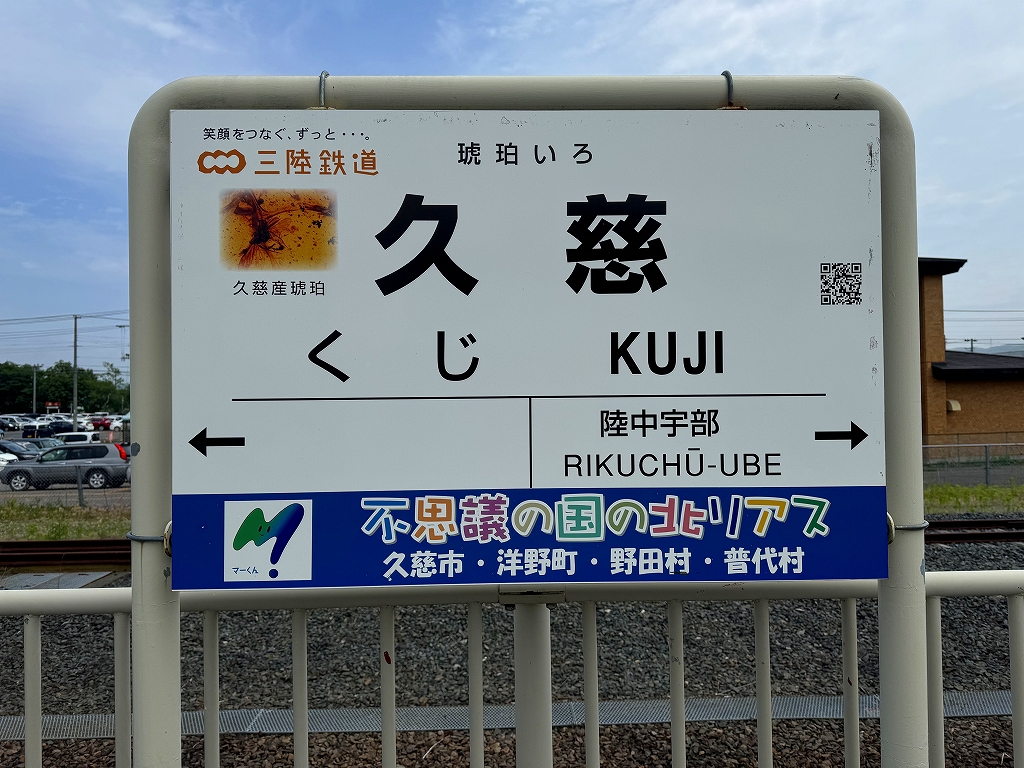 笑顔をつなぐ、ずっと・・・。
三陸鉄道
琥珀いろ
久慈
久慈産琥珀
くじ KUJI
陸中宇部
RIKUCHŪ-UBE
不思議の国の北リアス
久慈市・洋野町・野田村・普代村
マーくん